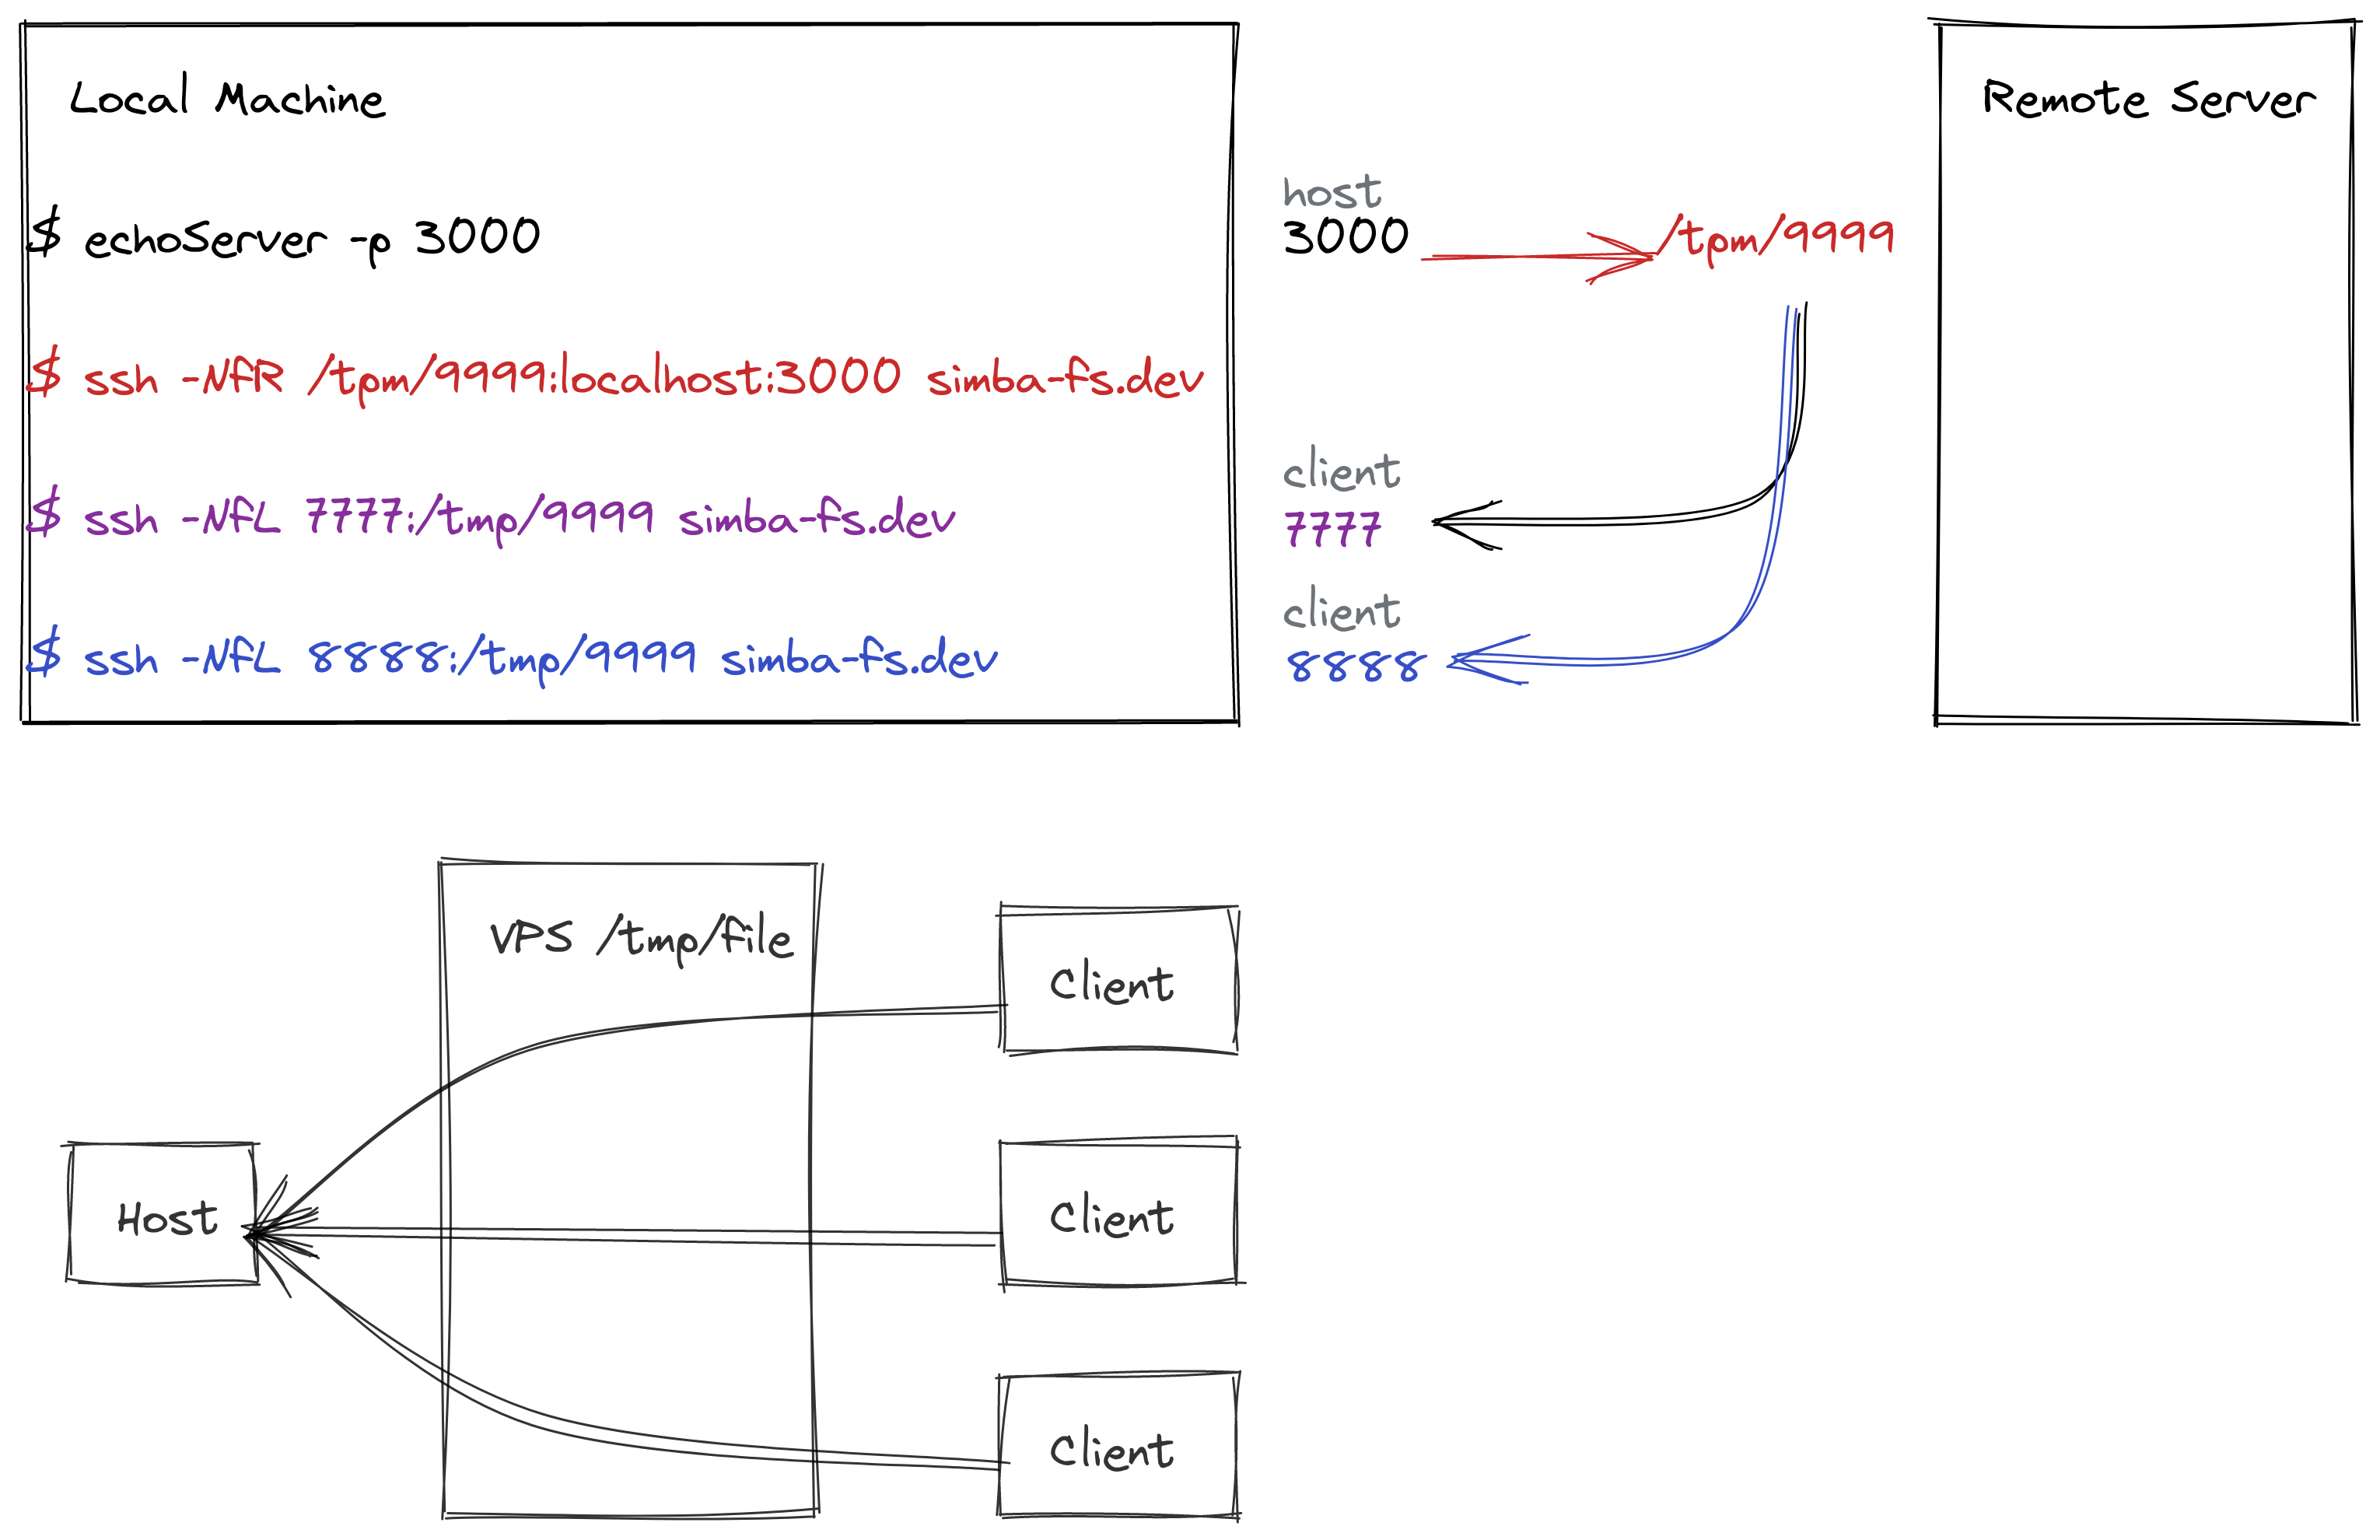 Local Machine
$ echoServer -p 3000
$ ssh -NfR /tpm/9999:localhost:3000 simba-fs.dev
$ ssh -NfL 7777:/tmp/9999 simba-fs.dev
$ ssh -NfL 8888:/tmp/9999 simba-fs.dev
host
3000
/tpm/9999
client
7777
client
8888
Remote Server
VPS /tmp/file
Host
Client
Client
Client